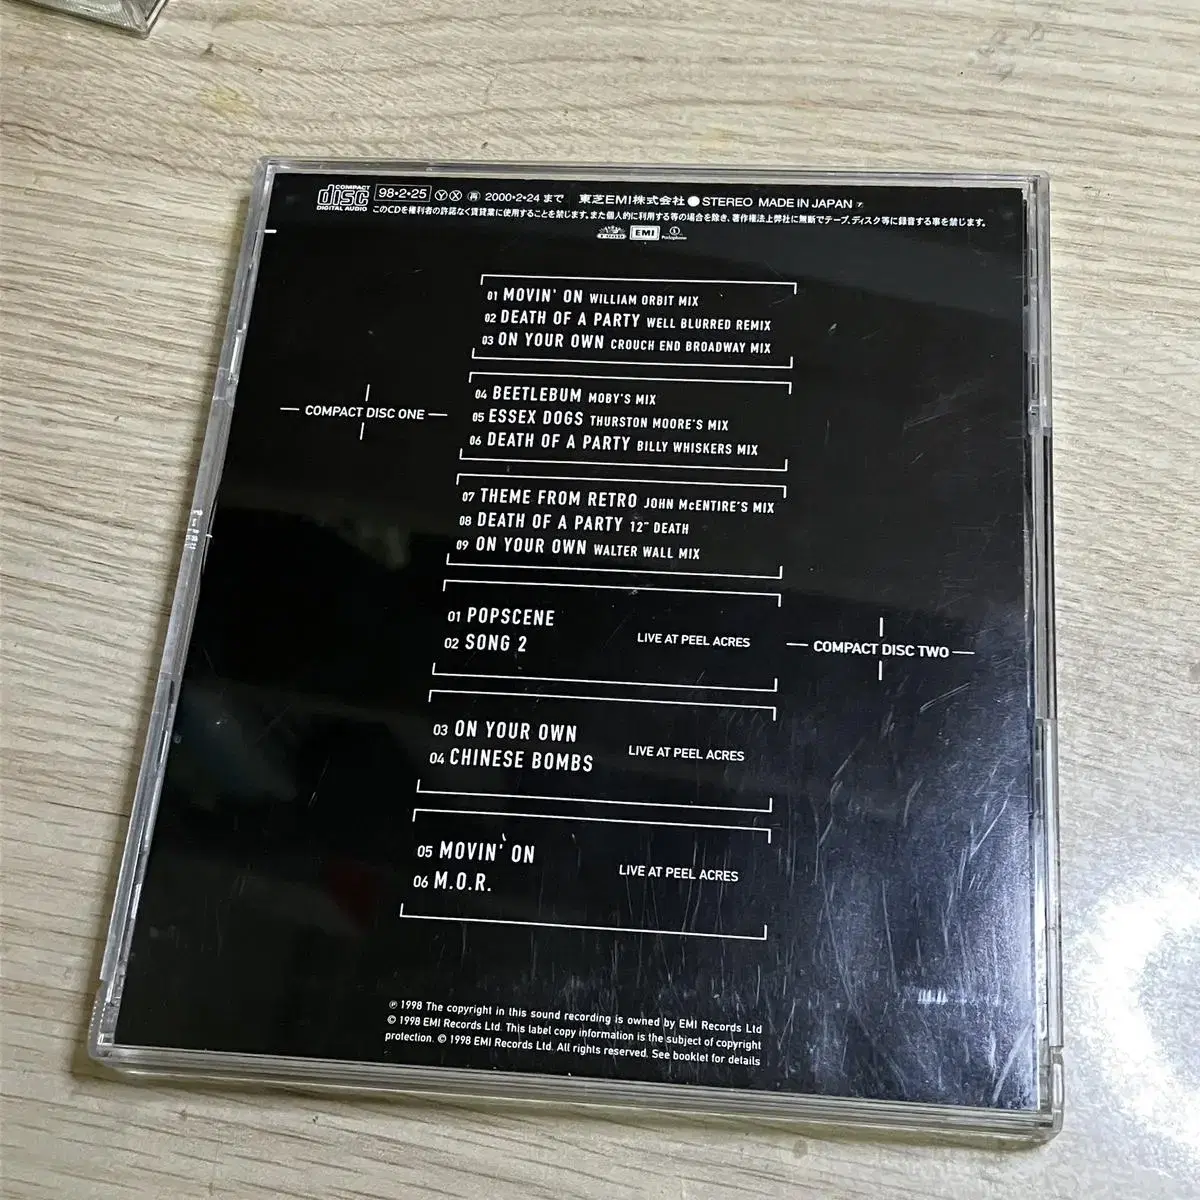 COMPACT disc DIGITAL AUDIO 98・2・25 Ⓨ Ⓧ 再 2000・2・24まで 東芝EMI株式会社 ● STEREO MADE IN JAPAN
このCDを権利者の許諾なく賃貸業に使用することを禁じます。また個人的に利用する等の場合を除き、著作権法上弊社に無断でテープ、ディスク等に録音する事を禁じます。
FOOD EMI Parlophone
01 MOVIN' ON WILLIAM ORBIT MIX
02 DEATH OF A PARTY WELL BLURRED REMIX
03 ON YOUR OWN CROUCH END BROADWAY MIX
04 BEETLEBUM MOBY'S MIX
COMPACT DISC ONE
05 ESSEX DOGS THURSTON MOORE'S MIX
06 DEATH OF A PARTY BILLY WHISKERS MIX
07 THEME FROM RETRO JOHN McENTIRE'S MIX
08 DEATH OF A PARTY 12" DEATH
09 ON YOUR OWN WALTER WALL MIX
01 POPSCENE
02 SONG 2
LIVE AT PEEL ACRES
COMPACT DISC TWO
03 ON YOUR OWN
04 CHINESE BOMBS
LIVE AT PEEL ACRES
05 MOVIN' ON
06 M.O.R.
LIVE AT PEEL ACRES
℗ 1998 The copyright in this sound recording is owned by EMI Records Ltd
© 1998 EMI Records Ltd. This label copy information is the subject of copyright
protection. © 1998 EMI Records Ltd. All rights reserved. See booklet for details